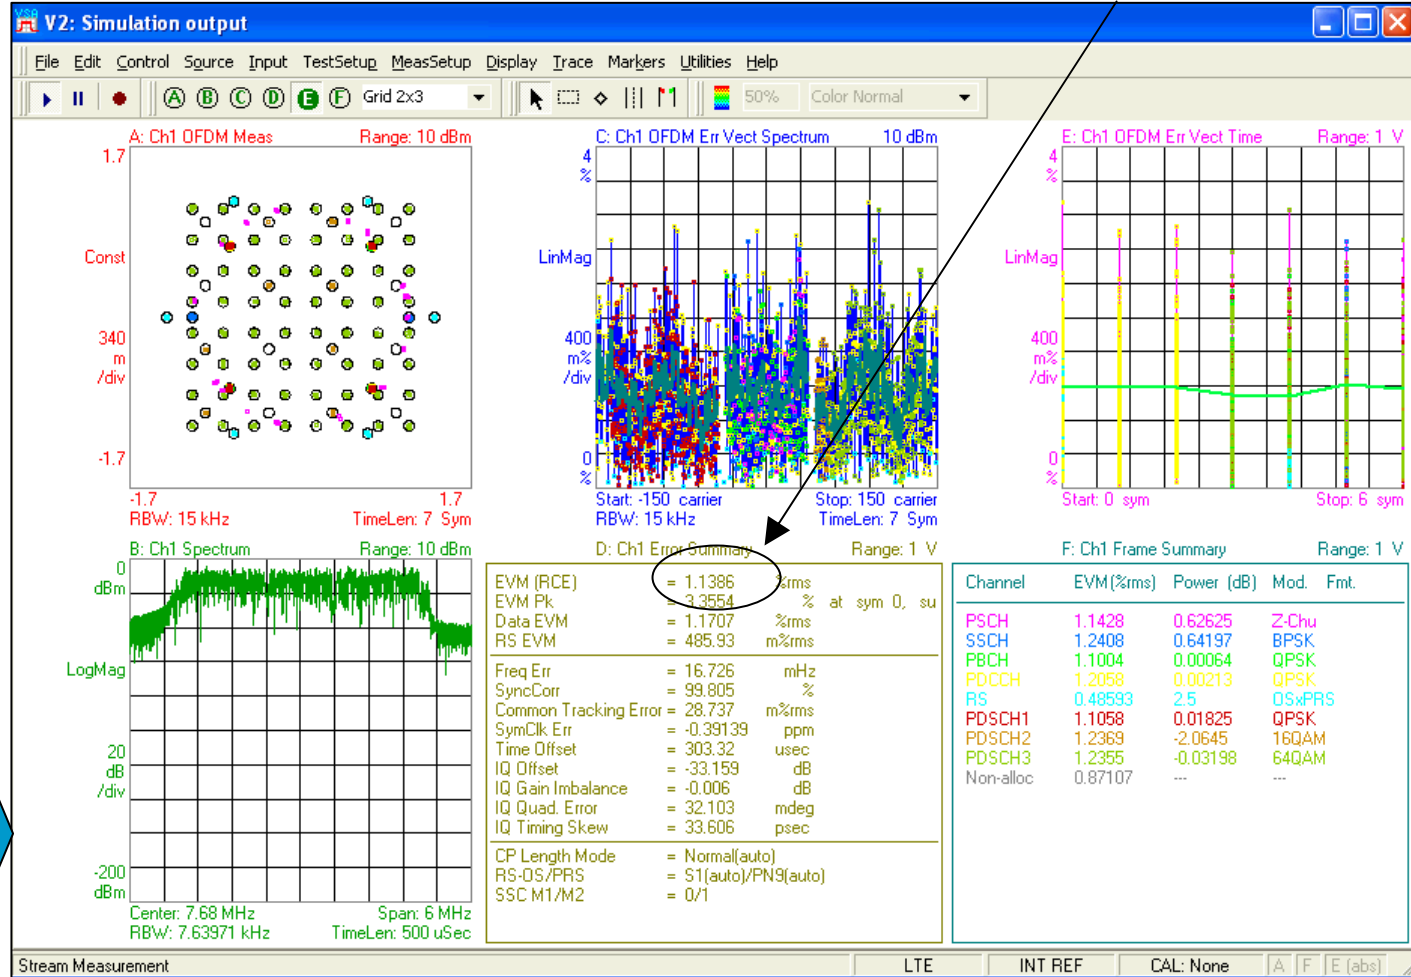 V2: Simulation output
File Edit Control Source Input TestSetup MeasSetup Display Trace Markers Utilities Help
A B C D E F Grid 2x3 50% Color Normal
A: Ch1 OFDM Meas Range: 10 dBm
1.7
Const
340
m
/div
-1.7
-1.7 1.7
RBW: 15 kHz TimeLen: 7 Sym
C: Ch1 OFDM Err Vect Spectrum 10 dBm
4
%
LinMag
400
m%
/div
0
%
Start: -150 carrier Stop: 150 carrier
RBW: 15 kHz TimeLen: 7 Sym
E: Ch1 OFDM Err Vect Time Range: 1 V
4
%
LinMag
400
m%
/div
0
%
Start: 0 sym Stop: 6 sym
B: Ch1 Spectrum Range: 10 dBm
0
dBm
LogMag
20
dB
/div
-200
dBm
Center: 7.68 MHz Span: 6 MHz
RBW: 7.63971 kHz TimeLen: 500 uSec
D: Ch1 Error Summary Range: 1 V
EVM (RCE) = 1.1386 %rms
EVM Pk = 3.3554 % at sym 0, su
Data EVM = 1.1707 %rms
RS EVM = 485.93 m%rms
Freq Err = 16.726 mHz
SyncCorr = 99.805 %
Common Tracking Error = 28.737 m%rms
SymClk Err = -0.39139 ppm
Time Offset = 303.32 usec
IQ Offset = -33.159 dB
IQ Gain Imbalance = -0.006 dB
IQ Quad. Error = 32.103 mdeg
IQ Timing Skew = 33.606 psec
CP Length Mode = Normal(auto)
RS-OS/PRS = S1(auto)/PN9(auto)
SSC M1/M2 = 0/1
F: Ch1 Frame Summary Range: 1 V
Channel EVM(%rms) Power (dB) Mod. Fmt.
PSCH 1.1428 0.62625 Z-Chu
SSCH 1.2408 0.64197 BPSK
PBCH 1.1004 0.00064 QPSK
PDCCH 1.2058 0.00213 QPSK
RS 0.48593 2.5 OSxPRS
PDSCH1 1.1058 0.01825 QPSK
PDSCH2 1.2369 -2.0645 16QAM
PDSCH3 1.2355 -0.03198 64QAM
Non-alloc 0.87107 --- ---
Stream Measurement LTE INT REF CAL: None A F E (abs)